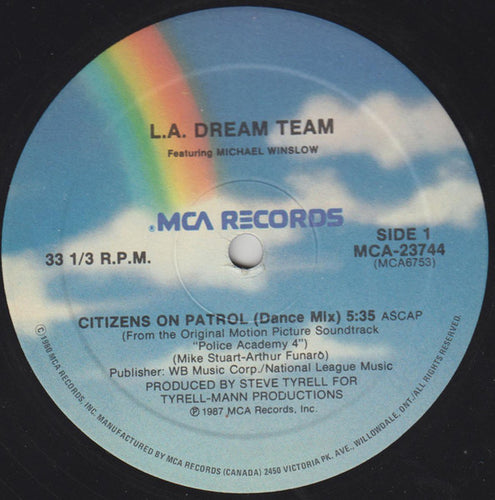 L.A. DREAM TEAM
Featuring MICHAEL WINSLOW
MCA RECORDS
33 1/3 R.P.M.
SIDE 1
MCA-23744
(MCA6753)
CITIZENS ON PATROL (Dance Mix) 5:35 ASCAP
(From the Original Motion Picture Soundtrack
"Police Academy 4")
(Mike Stuart-Arthur Funarō)
Publisher: WB Music Corp./National League Music
PRODUCED BY STEVE TYRELL FOR
TYRELL-MANN PRODUCTIONS
℗ 1987 MCA Records, Inc.
©1980 MCA RECORDS, INC. MANUFACTURED BY MCA RECORDS (CANADA) 2450 VICTORIA PK. AVE., WILLOWDALE, ONT./ALL RIGHTS RESERVED.